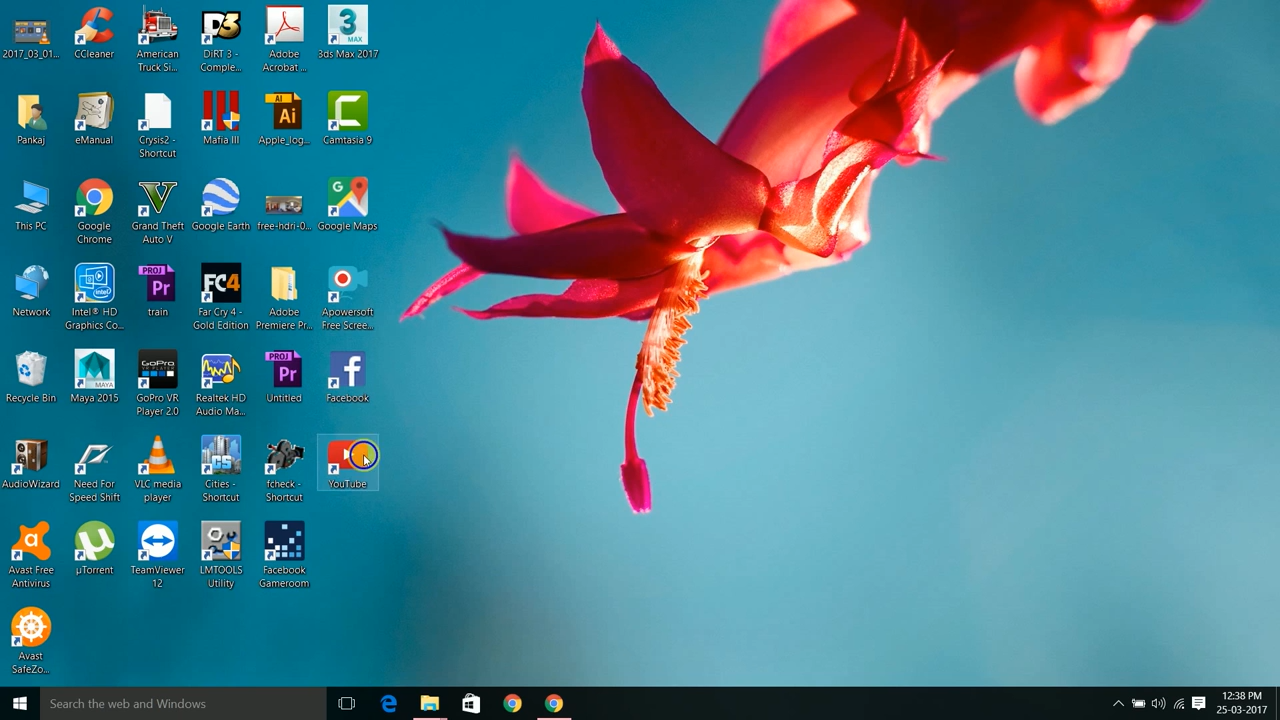 2017_03_01...
CCleaner
American
Truck Si...
DiRT 3 -
Comple...
Adobe
Acrobat ...
3ds Max 2017
Pankaj
eManual
Crysis2 -
Shortcut
Mafia III
Apple_log...
Camtasia 9
This PC
Google
Chrome
Grand Theft
Auto V
Google Earth
free-hdri-0...
Google Maps
Network
Intel® HD
Graphics Co...
train
Far Cry 4 -
Gold Edition
Adobe
Premiere Pr...
Apowersoft
Free Scree...
Recycle Bin
Maya 2015
GoPro VR
Player 2.0
Realtek HD
Audio Ma...
Untitled
Facebook
AudioWizard
Need For
Speed Shift
VLC media
player
Cities -
Shortcut
fcheck -
Shortcut
YouTube
Avast Free
Antivirus
µTorrent
TeamViewer
12
LMTOOLS
Utility
Facebook
Gameroom
Avast
SafeZo...
Search the web and Windows
12:38 PM
25-03-2017